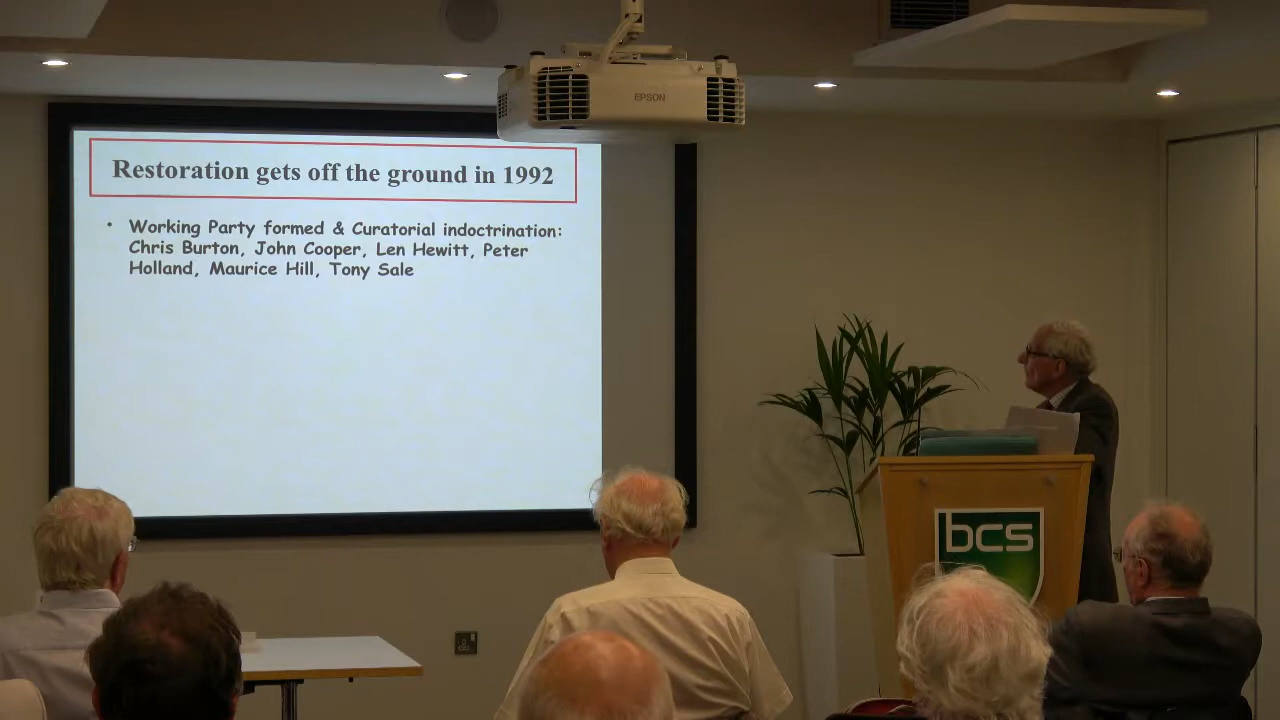 EPSON
Restoration gets off the ground in 1992
• Working Party formed & Curatorial indoctrination:
Chris Burton, John Cooper, Len Hewitt, Peter
Holland, Maurice Hill, Tony Sale
bcs